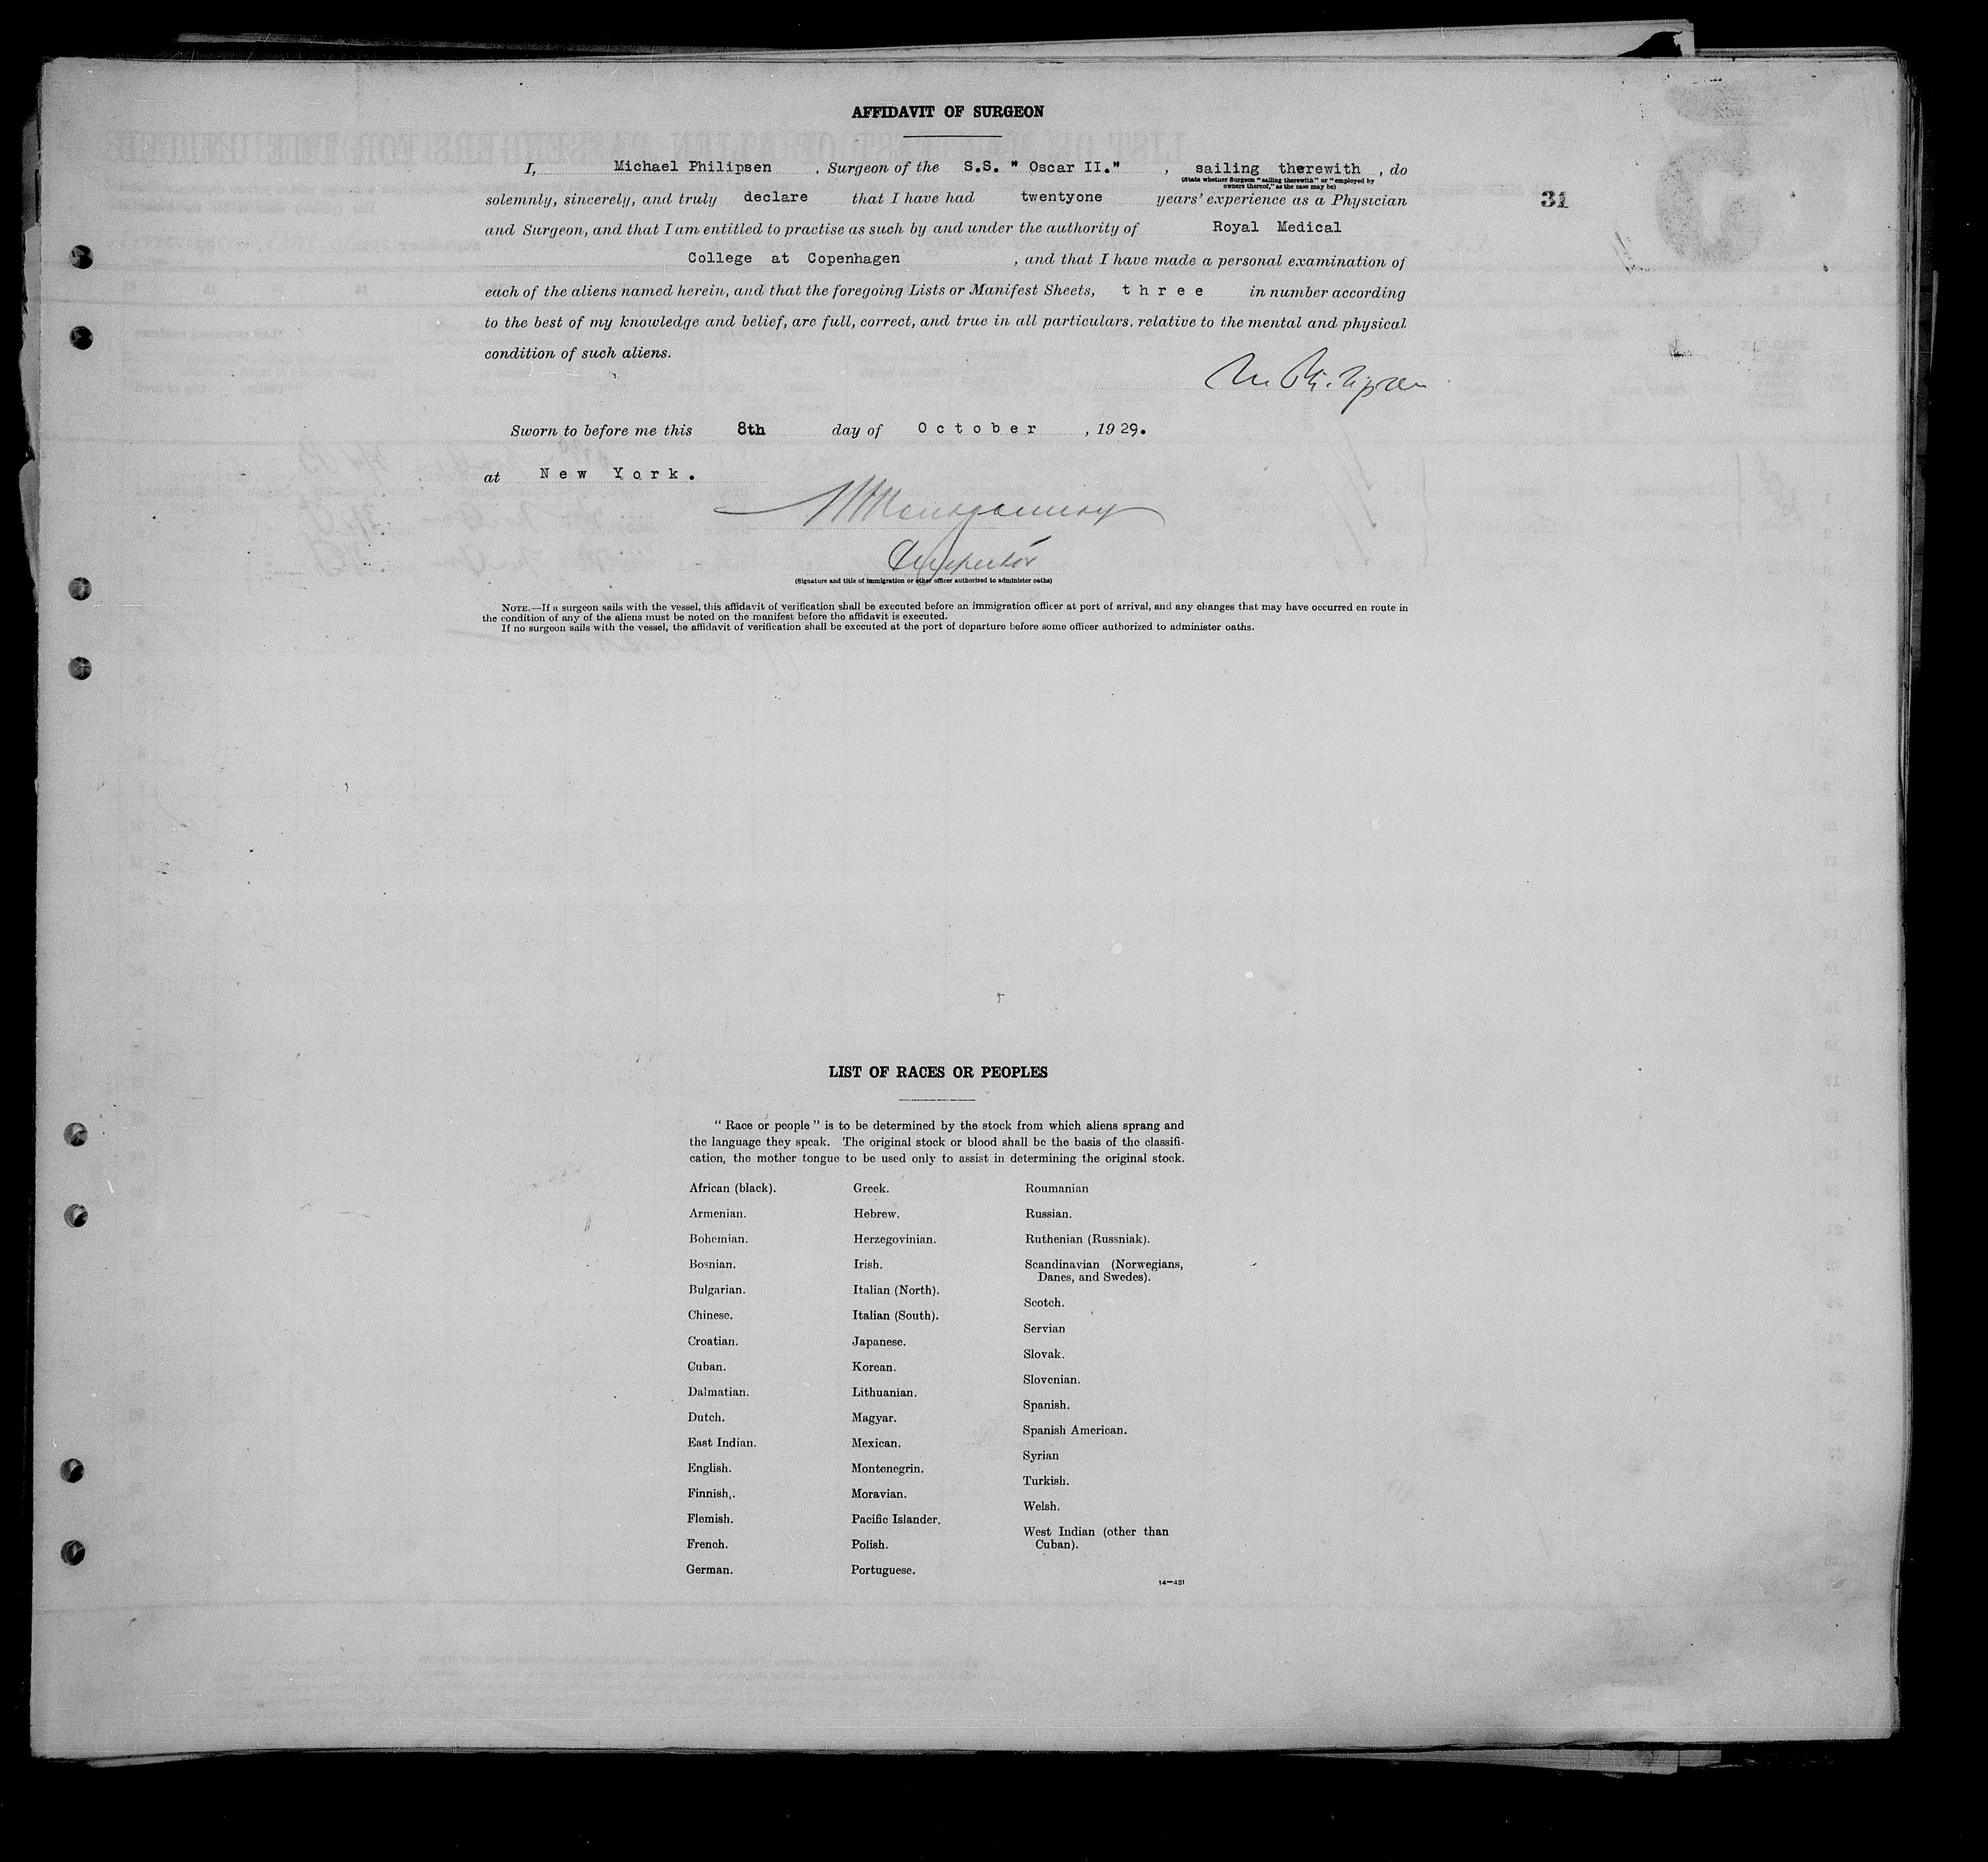 AFFIDAVIT OF SURGEON
I, Michael Philipsen, Surgeon of the S.S. " Oscar II." , sailing therewith, do
(State whether Surgeon "sailing therewith" or "employed by
owners thereof," as the case may be)
solemnly, sincerely, and truly declare that I have had twentyone years' experience as a Physician
31
and Surgeon, and that I am entitled to practise as such by and under the authority of Royal Medical
College at Copenhagen , and that I have made a personal examination of
each of the aliens named herein, and that the foregoing Lists or Manifest Sheets, three in number according
to the best of my knowledge and belief, are full, correct, and true in all particulars, relative to the mental and physical
condition of such aliens.
M. Philipsen
Sworn to before me this 8th day of October , 1929.
at New York.
Montgomery
Inspector
(Signature and title of immigration or other officer authorized to administer oaths)
NOTE.—If a surgeon sails with the vessel, this affidavit of verification shall be executed before an immigration officer at port of arrival, and any changes that may have occurred en route in
the condition of any of the aliens must be noted on the manifest before the affidavit is executed.
If no surgeon sails with the vessel, the affidavit of verification shall be executed at the port of departure before some officer authorized to administer oaths.
LIST OF RACES OR PEOPLES
" Race or people " is to be determined by the stock from which aliens sprang and
the language they speak. The original stock or blood shall be the basis of the classifi-
cation, the mother tongue to be used only to assist in determining the original stock.
African (black).
Armenian.
Bohemian.
Bosnian.
Bulgarian.
Chinese.
Croatian.
Cuban.
Dalmatian.
Dutch.
East Indian.
English.
Finnish.
Flemish.
French.
German.
Greek.
Hebrew.
Herzegovinian.
Irish.
Italian (North).
Italian (South).
Japanese.
Korean.
Lithuanian.
Magyar.
Mexican.
Montenegrin.
Moravian.
Pacific Islander.
Polish.
Portuguese.
Roumanian
Russian.
Ruthenian (Russniak).
Scandinavian (Norwegians,
Danes, and Swedes).
Scotch.
Servian
Slovak.
Slovenian.
Spanish.
Spanish American.
Syrian
Turkish.
Welsh.
West Indian (other than
Cuban).
14—431